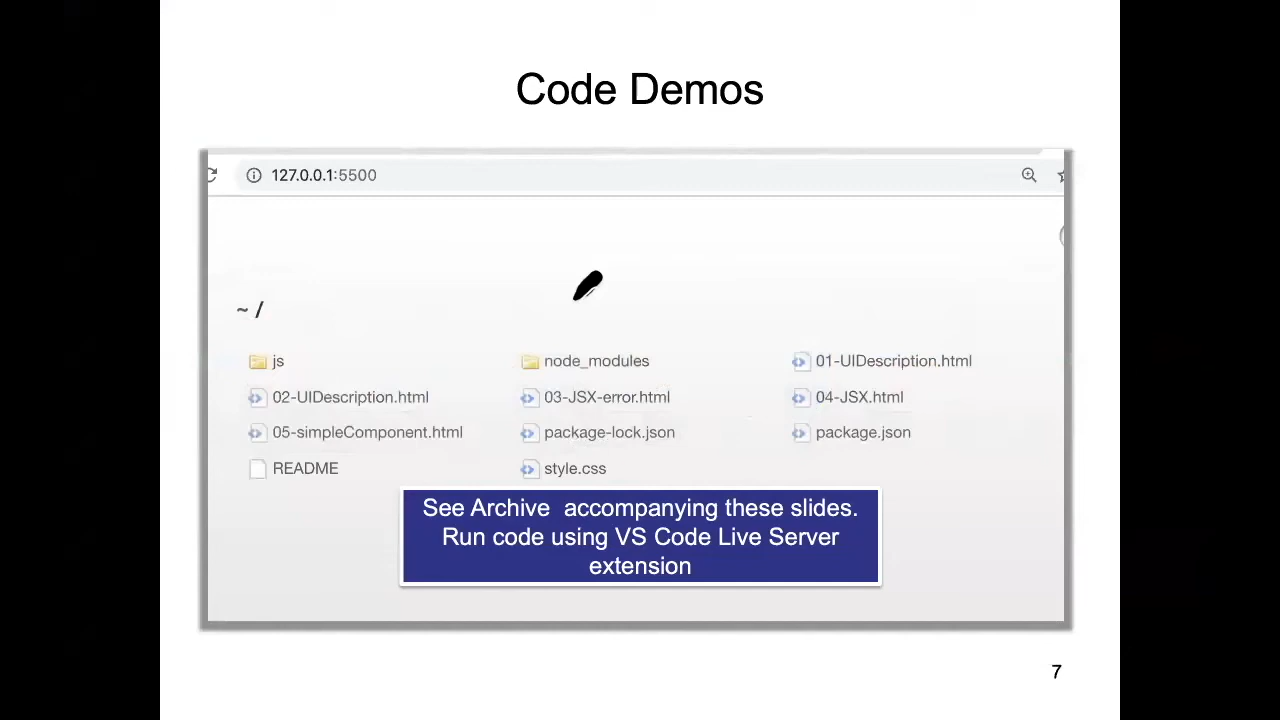 Code Demos
127.0.0.1:5500
~ /
js
node_modules
01-UIDescription.html
02-UIDescription.html
03-JSX-error.html
04-JSX.html
05-simpleComponent.html
package-lock.json
package.json
README
style.css
See Archive accompanying these slides.
Run code using VS Code Live Server
extension
7